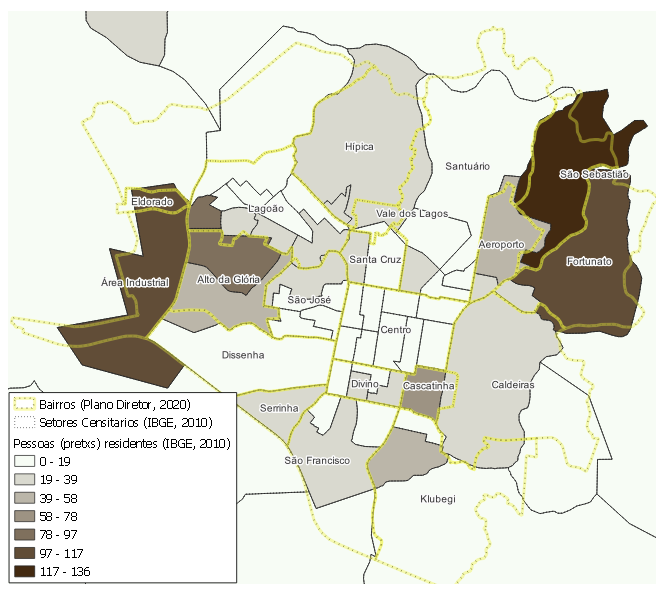 Hípica
Santuário
São Sebastião
Eldorado
Lagoão
Vale dos Lagos
Aeroporto
Santa Cruz
Fortunato
Área Industrial
Alto da Glória
São José
Centro
Dissenha
Divino
Cascatinha
Caldeiras
Serrinha
São Francisco
Klubegi
Bairros (Plano Diretor, 2020)
Setores Censitarios (IBGE, 2010)
Pessoas (pretxs) residentes (IBGE, 2010)
0 - 19
19 - 39
39 - 58
58 - 78
78 - 97
97 - 117
117 - 136